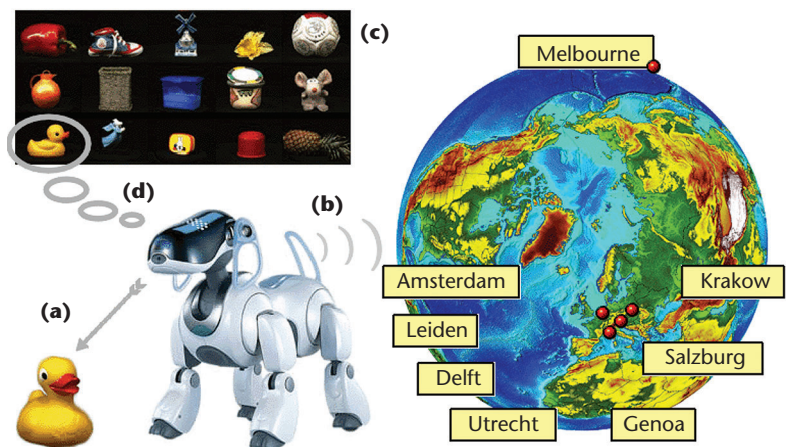 (c)
Melbourne
(d)
(b)
Amsterdam
Krakow
(a)
Leiden
Salzburg
Delft
Utrecht
Genoa